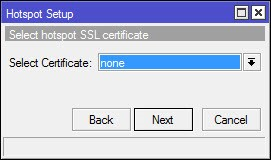 Hotspot Setup
Select hotspot SSL certificate
Select Certificate: none
Back Next Cancel